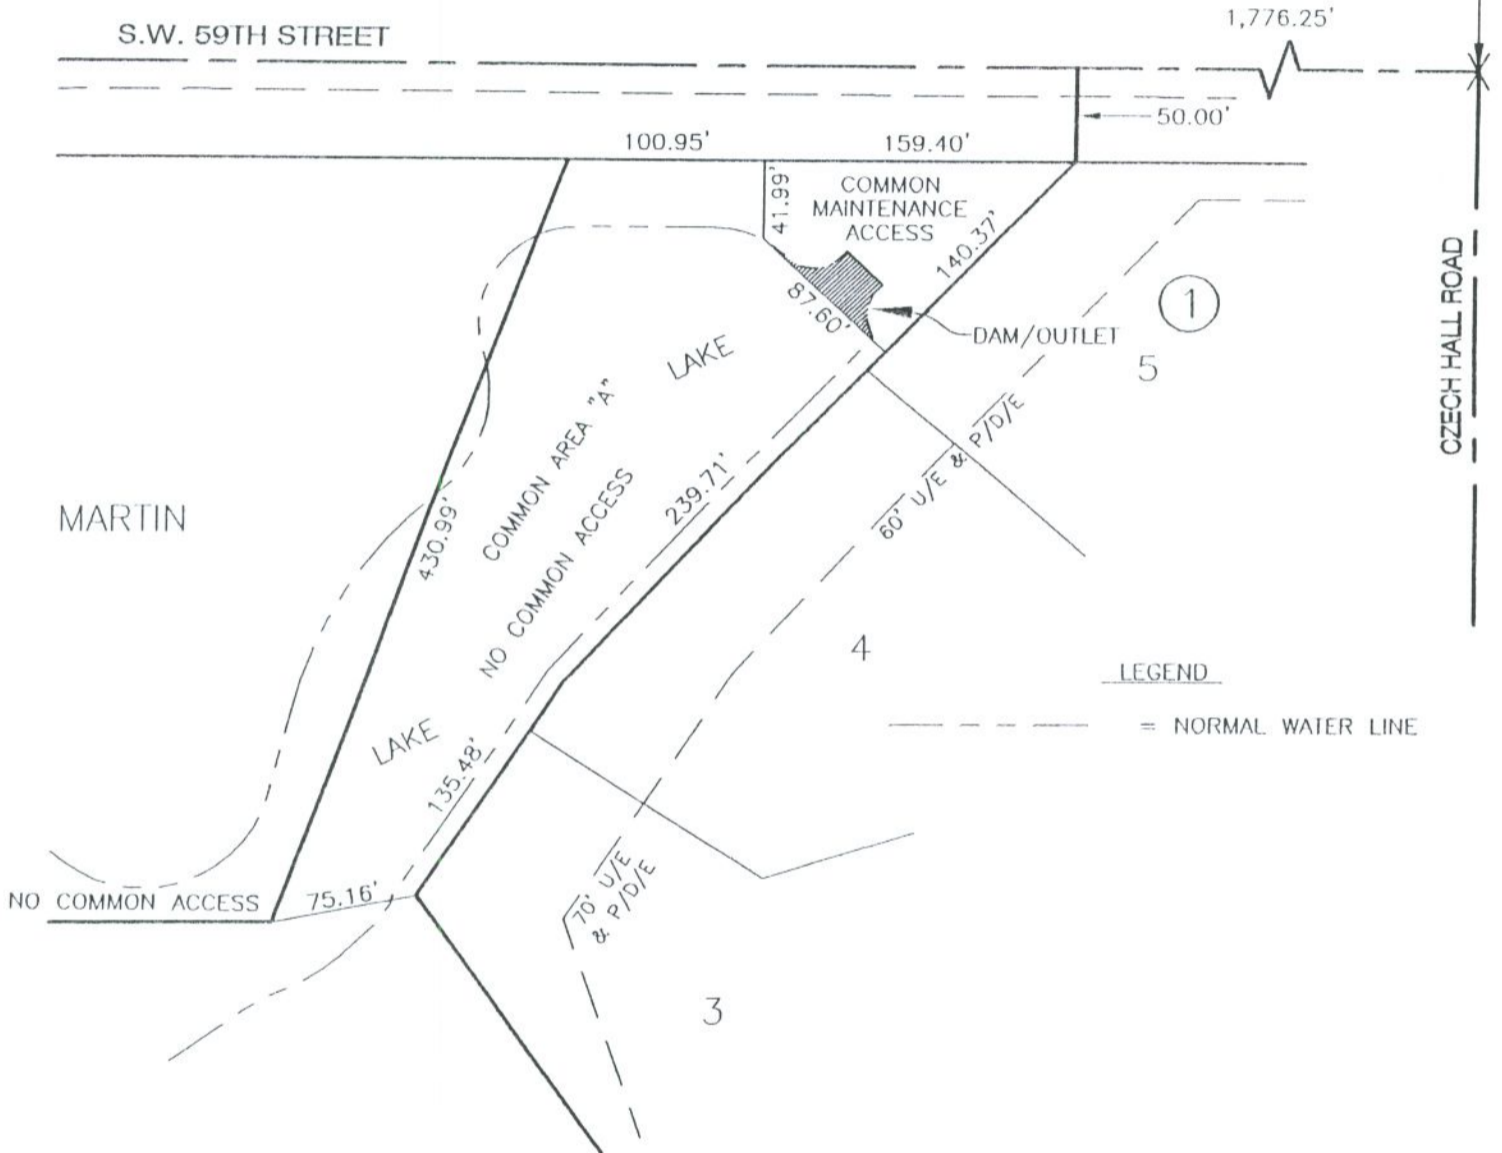 1,776.25'
S.W. 59TH STREET
50.00'
100.95'
159.40'
41.99'
COMMON
MAINTENANCE
ACCESS
140.37'
87.60'
DAM/OUTLET
1
5
CZECH HALL ROAD
LAKE
COMMON AREA "A"
NO COMMON ACCESS
239.71'
60' U/E & P/D/E
MARTIN
430.99'
4
LEGEND
= NORMAL WATER LINE
LAKE
135.48'
NO COMMON ACCESS
75.16'
70' U/E
& P/D/E
3